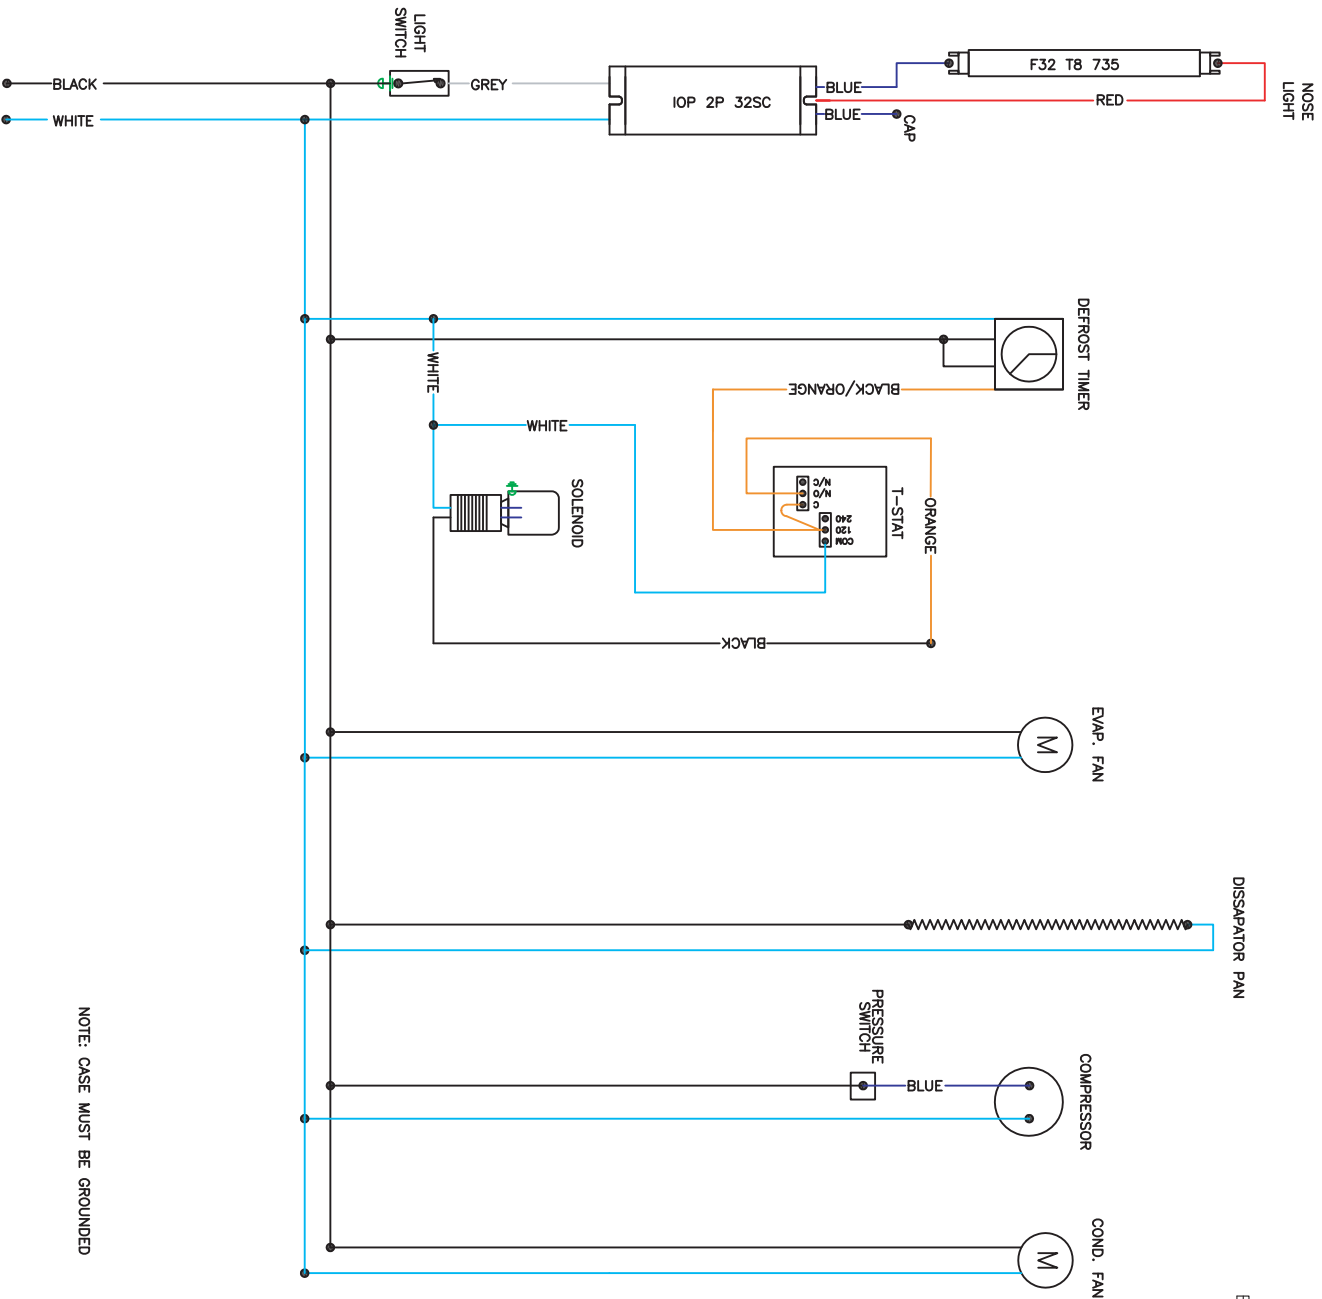 LIGHT
SWITCH
BLACK
WHITE
GREY
IOP 2P 32SC
BLUE
BLUE
CAP
F32 T8 735
RED
NOSE
LIGHT
DEFROST TIMER
BLACK/ORANGE
WHITE
WHITE
SOLENOID
N/C
N/O
C
240
120
COM
T-STAT
ORANGE
BLACK
EVAP. FAN
M
DISSAPATOR PAN
PRESSURE
SWITCH
BLUE
COMPRESSOR
COND. FAN
M
NOTE: CASE MUST BE GROUNDED